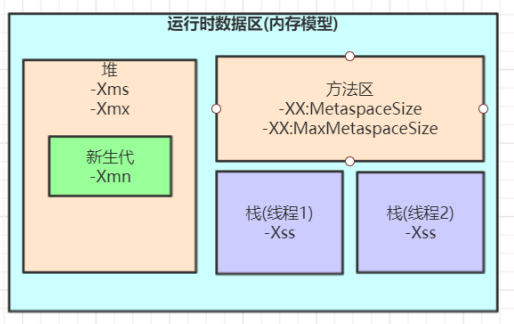 运行时数据区(内存模型)
堆
-Xms
-Xmx
新生代
-Xmn
方法区
-XX:MetaspaceSize
-XX:MaxMetaspaceSize
栈(线程1)
-Xss
栈(线程2)
-Xss